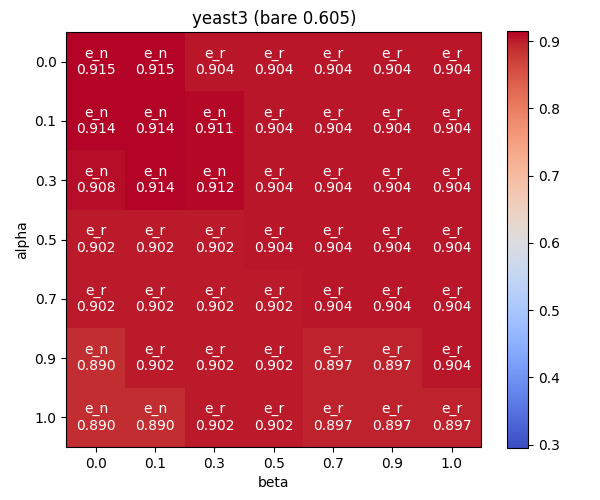 yeast3 (bare 0.605)
0.0 e_n e_n e_r e_r e_r e_r e_r
0.915 0.915 0.904 0.904 0.904 0.904 0.904
0.1 e_n e_n e_n e_r e_r e_r e_r
0.914 0.914 0.911 0.904 0.904 0.904 0.904
0.3 e_n e_n e_n e_r e_r e_r e_r
0.908 0.914 0.912 0.904 0.904 0.904 0.904
0.5 e_r e_r e_r e_r e_r e_r e_r
0.902 0.902 0.902 0.904 0.904 0.904 0.904
0.7 e_r e_r e_r e_r e_r e_r e_r
0.902 0.902 0.902 0.902 0.904 0.904 0.904
0.9 e_n e_r e_r e_r e_r e_r e_r
0.890 0.902 0.902 0.902 0.897 0.897 0.904
1.0 e_n e_n e_r e_r e_r e_r e_r
0.890 0.890 0.902 0.902 0.897 0.897 0.897
0.0 0.1 0.3 0.5 0.7 0.9 1.0
beta
alpha
0.9
0.8
0.7
0.6
0.5
0.4
0.3